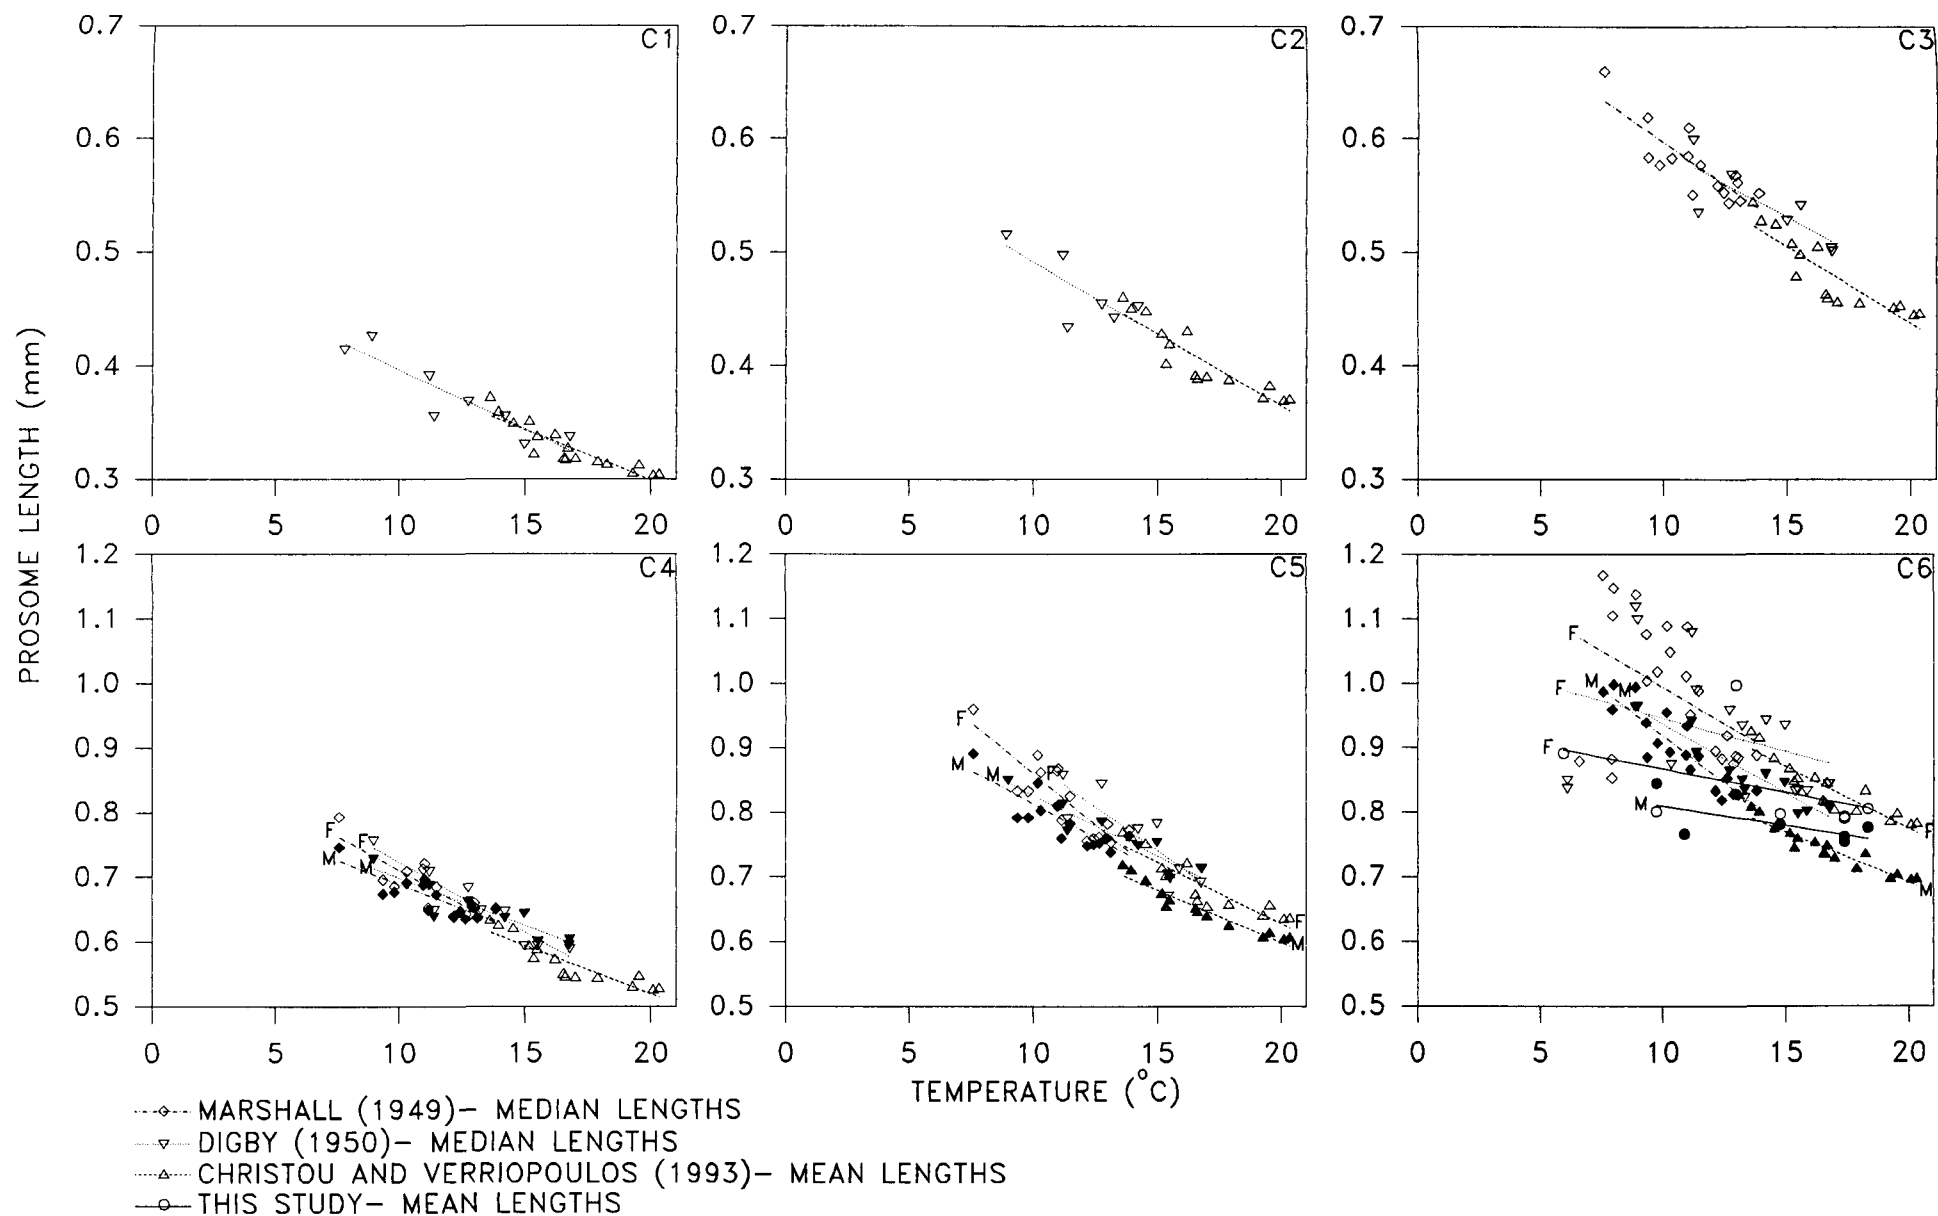 0.7 0.6 0.5 0.4 0.3
C1
0 5 10 15 20
0.7 0.6 0.5 0.4 0.3
C2
0 5 10 15 20
0.7 0.6 0.5 0.4 0.3
C3
0 5 10 15 20
PROSOME LENGTH (mm)
1.2 1.1 1.0 0.9 0.8 0.7 0.6 0.5
C4
F F
M M
0 5 10 15 20
1.2 1.1 1.0 0.9 0.8 0.7 0.6 0.5
C5
F F
M M
F
M
0 5 10 15 20
1.2 1.1 1.0 0.9 0.8 0.7 0.6 0.5
C6
F
F M M
F
M
F
M
0 5 10 15 20
TEMPERATURE (°C)
MARSHALL (1949)– MEDIAN LENGTHS
DIGBY (1950)– MEDIAN LENGTHS
CHRISTOU AND VERRIOPOULOS (1993)– MEAN LENGTHS
THIS STUDY– MEAN LENGTHS